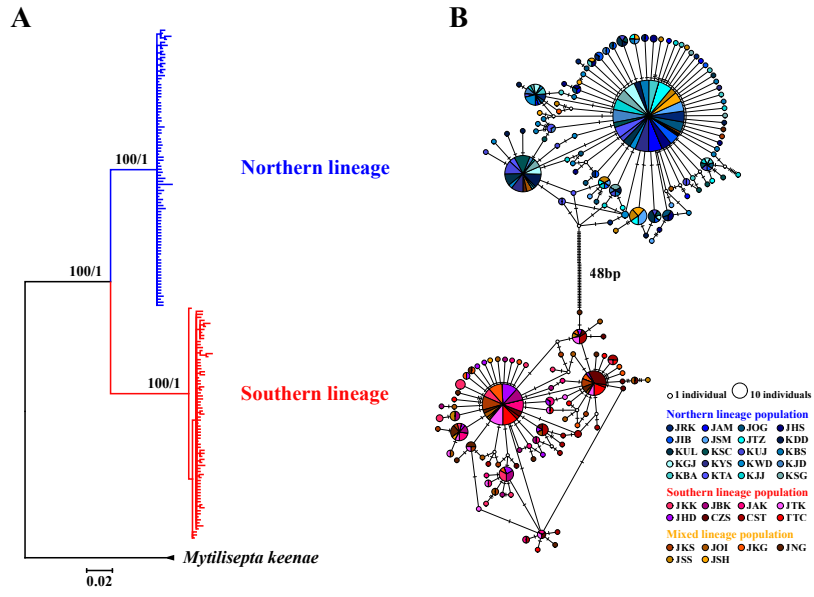 A
B
100/1
Northern lineage
100/1
48bp
100/1
Southern lineage
Mytilisepta keenae
0.02
1 individual 10 individuals
Northern lineage population
JRK JAM JOG JHS
JIB JSM JTZ KDD
KUL KSC KUJ KBS
KGJ KYS KWD KJD
KBA KTA KJJ KSG
Southern lineage population
JKK JBK JAK JTK
JHD CZS CST TTC
Mixed lineage population
JKS JOI JKG JNG
JSS JSH